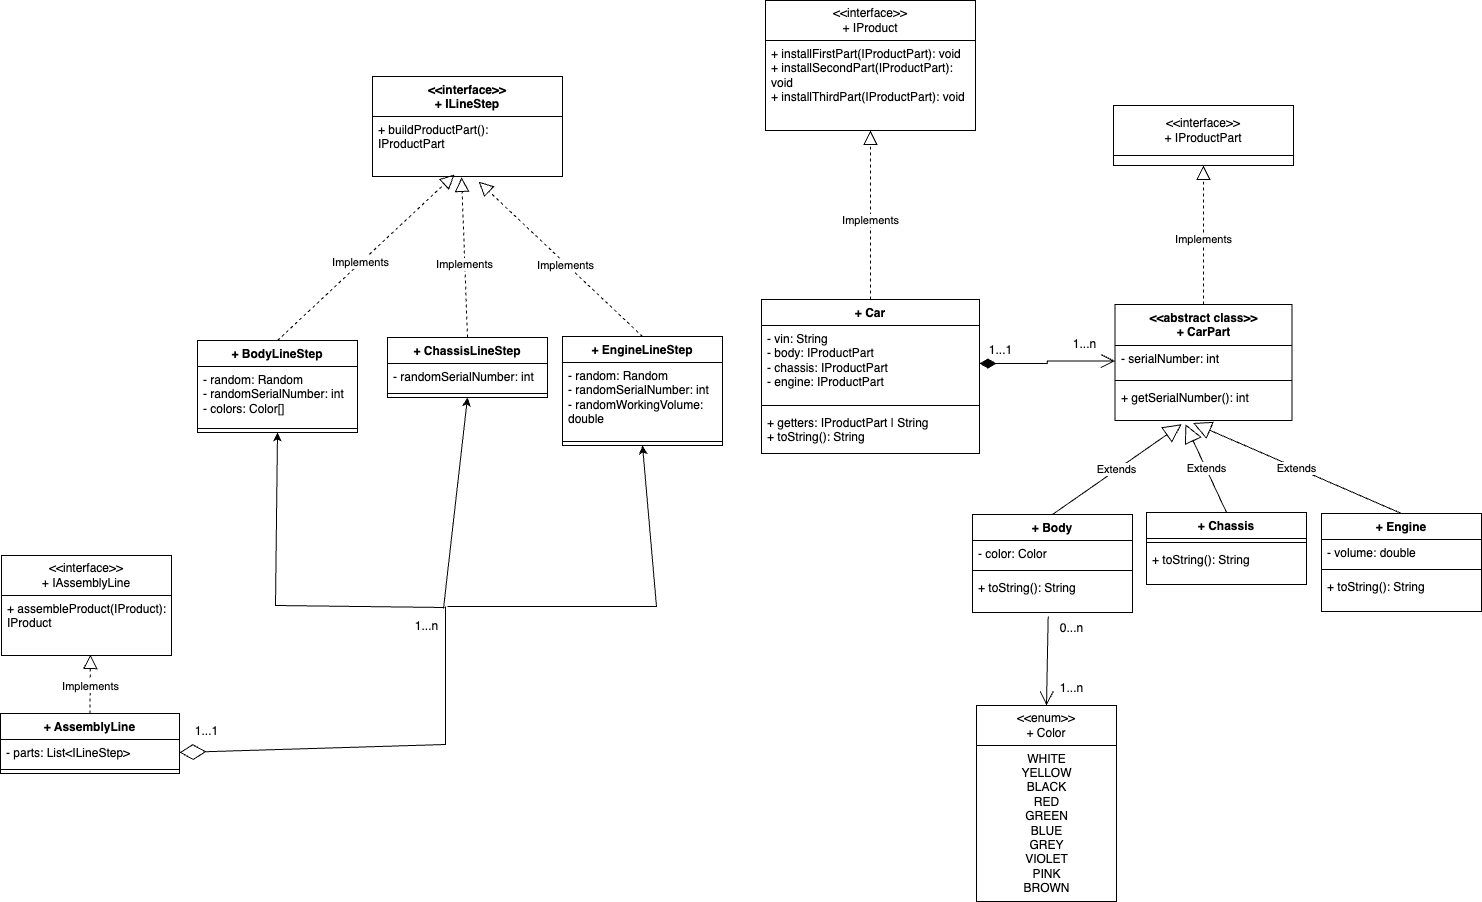 <<interface>>
+ IProduct
+ installFirstPart(IProductPart): void
+ installSecondPart(IProductPart):
void
+ installThirdPart(IProductPart): void
<<interface>>
+ ILineStep
+ buildProductPart():
IProductPart
<<interface>>
+ IProductPart
Implements
Implements
Implements
Implements
Implements
+ BodyLineStep
- random: Random
- randomSerialNumber: int
- colors: Color[]
+ ChassisLineStep
- randomSerialNumber: int
+ EngineLineStep
- random: Random
- randomSerialNumber: int
- randomWorkingVolume:
double
+ Car
- vin: String
- body: IProductPart
- chassis: IProductPart
- engine: IProductPart
+ getters: IProductPart | String
+ toString(): String
1...1
1...n
<<abstract class>>
+ CarPart
- serialNumber: int
+ getSerialNumber(): int
Extends
Extends
Extends
+ Body
- color: Color
+ toString(): String
+ Chassis
+ toString(): String
+ Engine
- volume: double
+ toString(): String
<<interface>>
+ IAssemblyLine
+ assembleProduct(IProduct):
IProduct
Implements
+ AssemblyLine
- parts: List<ILineStep>
1...1
1...n
0...n
1...n
<<enum>>
+ Color
WHITE
YELLOW
BLACK
RED
GREEN
BLUE
GREY
VIOLET
PINK
BROWN